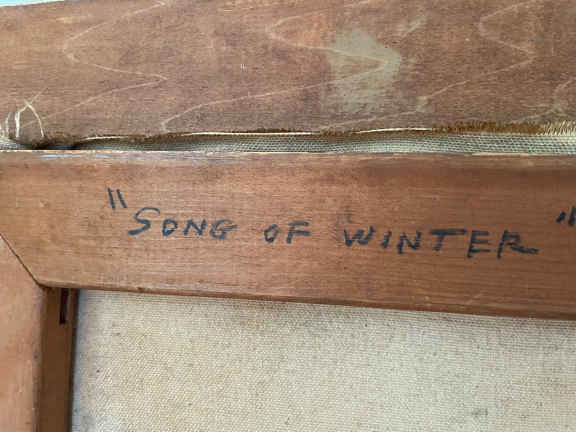 "SONG OF WINTER"